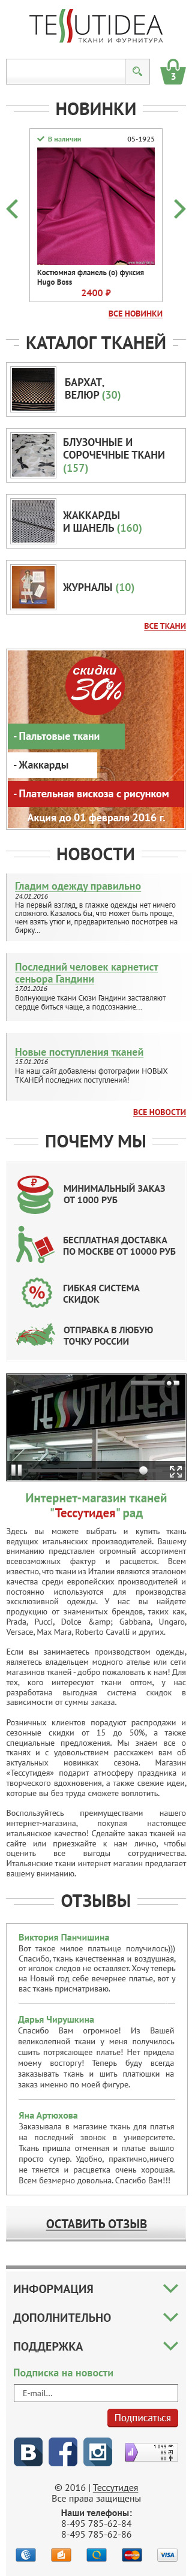 TESSUTIDEA
ТКАНИ И ФУРНИТУРА
3
НОВИНКИ
В наличии
05-1925
Костюмная фланель (о) фуксия
Hugo Boss
2400 ₽
ВСЕ НОВИНКИ
КАТАЛОГ ТКАНЕЙ
БАРХАТ,
ВЕЛЮР (30)
БЛУЗОЧНЫЕ И
СОРОЧЕЧНЫЕ ТКАНИ
(157)
ЖАККАРДЫ
И ШАНЕЛЬ (160)
ЖУРНАЛЫ (10)
ВСЕ ТКАНИ
скидки
30%
- Пальтовые ткани
- Жаккарды
- Плательная вискоза с рисунком
Акция до 01 февраля 2016 г.
НОВОСТИ
Гладим одежду правильно
24.01.2016
На первый взгляд, в глажке одежды нет ничего
сложного. Казалось бы, что может быть проще,
чем взять утюг и, предварительно посмотрев на
бирку...
Последний человек карнетист
сеньора Гандини
17.01.2016
Волнующие ткани Сюзи Гандини заставляют
сердце биться чаще, а подсознание...
Новые поступления тканей
15.01.2016
На наш сайт добавлены фотографии НОВЫХ
ТКАНЕЙ последних поступлений!
ВСЕ НОВОСТИ
ПОЧЕМУ МЫ
МИНИМАЛЬНЫЙ ЗАКАЗ
ОТ 1000 РУБ
БЕСПЛАТНАЯ ДОСТАВКА
ПО МОСКВЕ ОТ 10000 РУБ
ГИБКАЯ СИСТЕМА
СКИДОК
ОТПРАВКА В ЛЮБУЮ
ТОЧКУ РОССИИ
ТЕССУТИДЕЯ
Интернет-магазин тканей
"Тессутидея" рад
Здесь вы можете выбрать и купить ткань
ведущих итальянских производителей. Вашему
вниманию представлен огромный ассортимент
всевозможных фактур и расцветок. Всем
известно, что ткани из Италии являются эталоном
качества среди европейских производителей и
постоянно используются для производства
эксклюзивной одежды. У нас вы найдете
продукцию от знаменитых брендов, таких как,
Prada, Pucci, Dolce &amp; Gabbana, Ungaro,
Versace, Max Mara, Roberto Cavalli и других.
Если вы занимаетесь производством одежды,
являетесь владельцем модного ателье или сети
магазинов тканей - добро пожаловать к нам! Для
тех, кого интересуют ткани оптом, у нас
разработана выгодная система скидок в
зависимости от суммы заказа.
Розничных клиентов порадуют распродажи и
сезонные скидки от 15 до 50%, а также
специальные предложения. Мы знаем все о
тканях и с удовольствием расскажем вам об
актуальных новинках сезона. Магазин
«Тессутидея» подарит атмосферу праздника и
творческого вдохновения, а также свежие идеи,
которые вы без труда сможете воплотить.
Воспользуйтесь преимуществами нашего
интернет-магазина, покупая настоящее
итальянское качество! Сделайте заказ тканей на
сайте или приезжайте к нам лично, чтобы
оценить все выгоды сотрудничества.
Итальянские ткани интернет магазин предлагает
вашему вниманию.
ОТЗЫВЫ
Виктория Панчишина
Вот такое милое платьице получилось)))
Спасибо, ткань качественная и воздушная,
от иголок следов не оставляет. Хочу теперь
на Новый год себе вечернее платье, вот у
вас ткань присматриваю.
Дарья Чирушкина
Спасибо Вам огромное! Из Вашей
великолепной ткани у меня получилось
сшить потрясающее платье! Нет придела
моему восторгу! Теперь буду всегда
заказывать ткань и шить платюшки на
заказ именно по моей фигуре.
Яна Артюхова
Заказывала в магазине ткань для платья
на последний звонок в университете.
Ткань пришла отменная и платье вышло
просто супер. Удобно, практично,ничего
не тянется и расцветка очень хорошая.
Всем безмерно довольна. Спасибо Вам!!!
ОСТАВИТЬ ОТЗЫВ
ИНФОРМАЦИЯ
ДОПОЛНИТЕЛЬНО
ПОДДЕРЖКА
Подписка на новости
E-mail...
Подписаться
© 2016 | Тессутидея
Все права защищены
Наши телефоны:
8-495 785-62-84
8-495 785-62-86
VISA